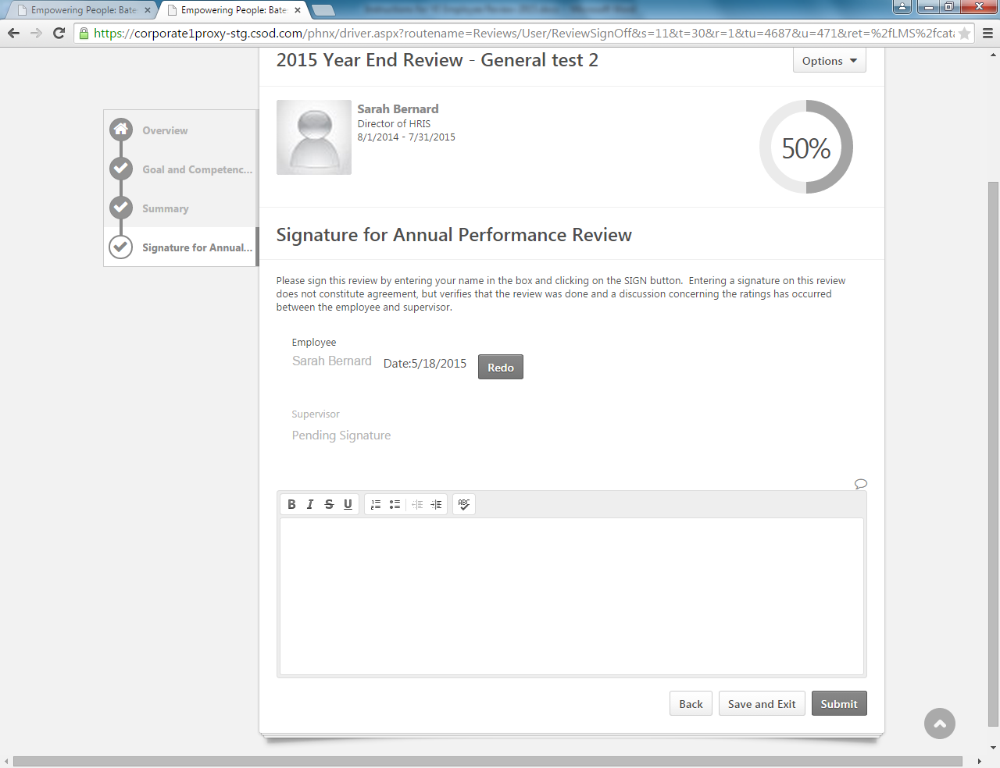 Empowering People: Bate
Empowering People: Bate
https://corporate1proxy-stg.csod.com/phnx/driver.aspx?routename=Reviews/User/ReviewSignOff&s=11&t=30&r=1&tu=4687&u=471&ret=%2fLMS%2fcata
2015 Year End Review - General test 2
Options
Sarah Bernard
Director of HRIS
8/1/2014 - 7/31/2015
50%
Overview
Goal and Competenc...
Summary
Signature for Annual...
Signature for Annual Performance Review
Please sign this review by entering your name in the box and clicking on the SIGN button.  Entering a signature on this review
does not constitute agreement, but verifies that the review was done and a discussion concerning the ratings has occurred
between the employee and supervisor.
Employee
Sarah Bernard Date:5/18/2015 Redo
Supervisor
Pending Signature
B I S U ABC
Back Save and Exit Submit